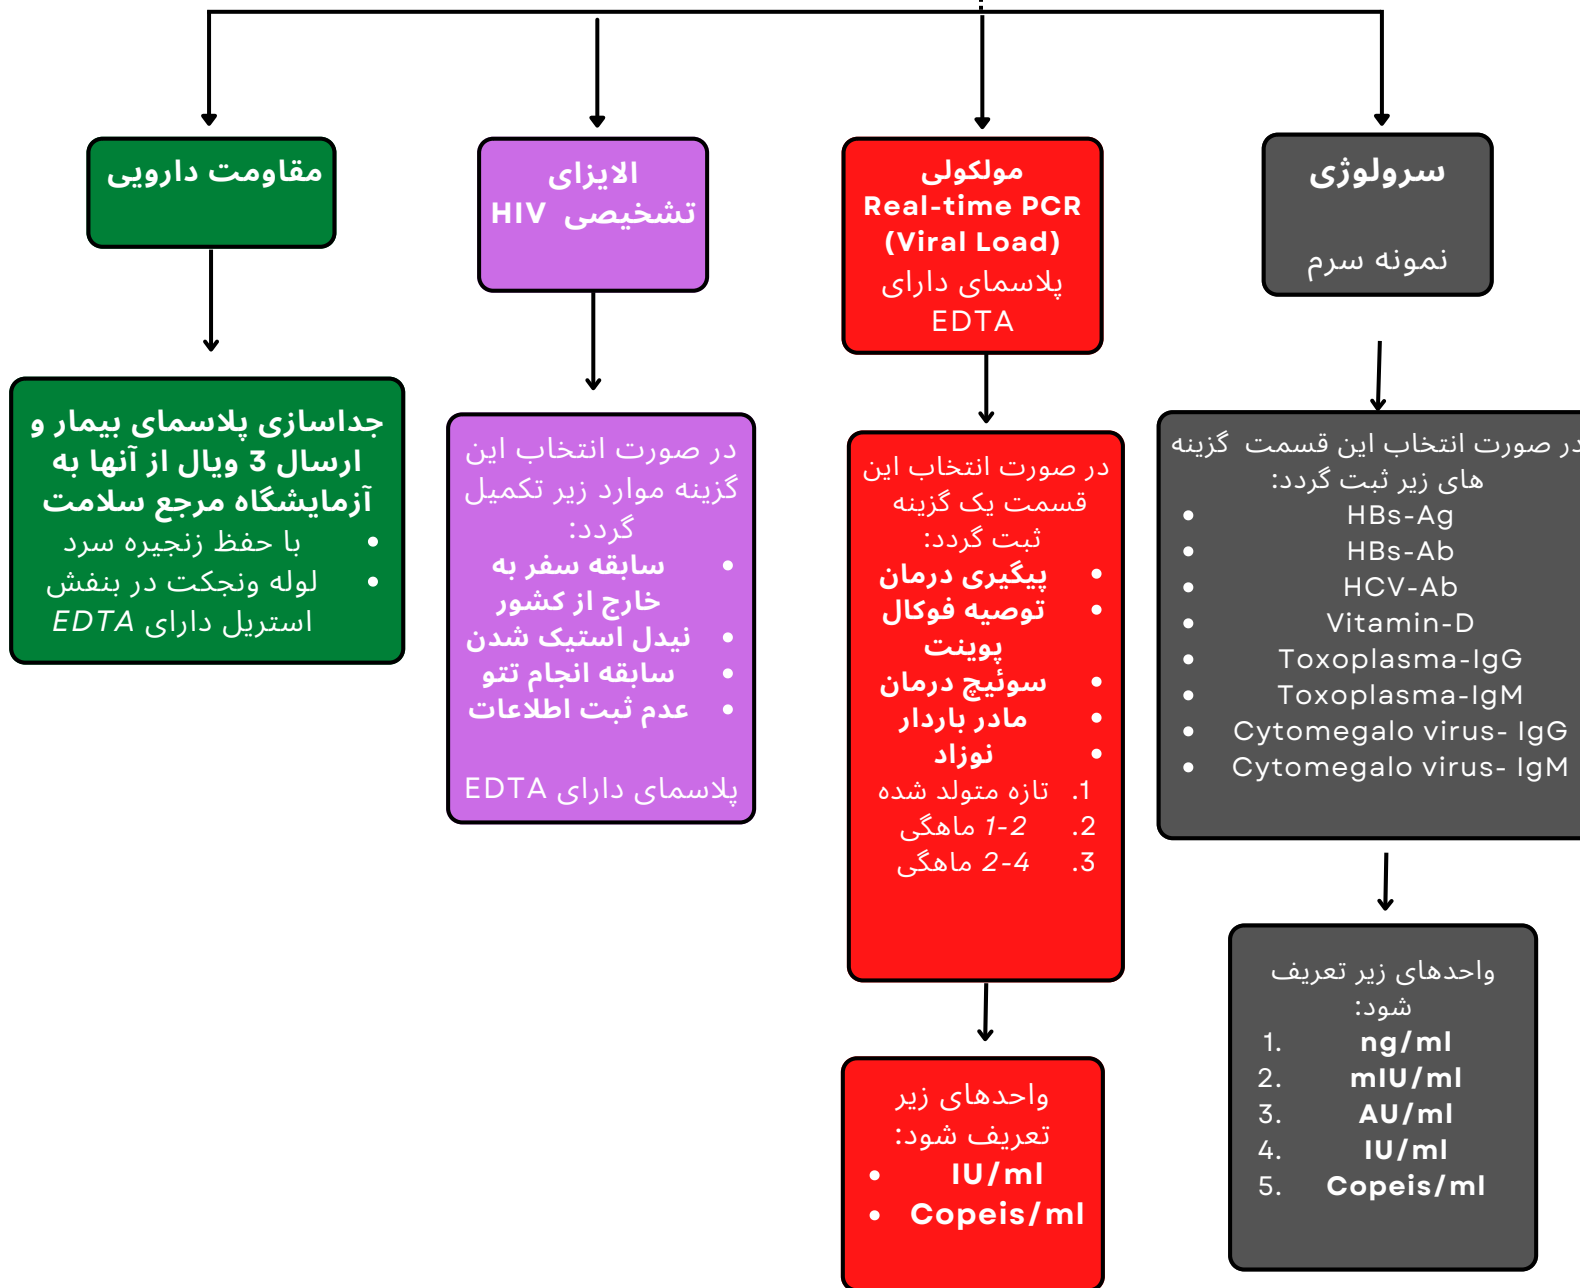 سرولوژی
نمونه سرم
در صورت انتخاب این قسمت گزینه
های زیر ثبت گردد:
HBs-Ag
HBs-Ab
HCV-Ab
Vitamin-D
Toxoplasma-IgG
Toxoplasma-IgM
Cytomegalo virus- IgG
Cytomegalo virus- IgM
واحدهای زیر تعریف
شود:
1. ng/ml
2. mIU/ml
3. AU/ml
4. IU/ml
5. Copeis/ml
مولکولی
Real-time PCR
(Viral Load)
پلاسمای دارای
EDTA
در صورت انتخاب این
قسمت یک گزینه
ثبت گردد:
پیگیری درمان
توصیه فوکال
پوینت
سوئیچ درمان
مادر باردار
نوزاد
1. تازه متولد شده
2. 1-2 ماهگی
3. 2-4 ماهگی
واحدهای زیر
تعریف شود:
IU/ml
Copeis/ml
الایزای
تشخیصی HIV
در صورت انتخاب این
گزینه موارد زیر تکمیل
گردد:
سابقه سفر به
خارج از کشور
نیدل استیک شدن
سابقه انجام تتو
عدم ثبت اطلاعات
پلاسمای دارای EDTA
مقاومت دارویی
جداسازی پلاسمای بیمار و
ارسال 3 ویال از آنها به
آزمایشگاه مرجع سلامت
با حفظ زنجیره سرد
لوله ونجکت در بنفش
استریل دارای EDTA